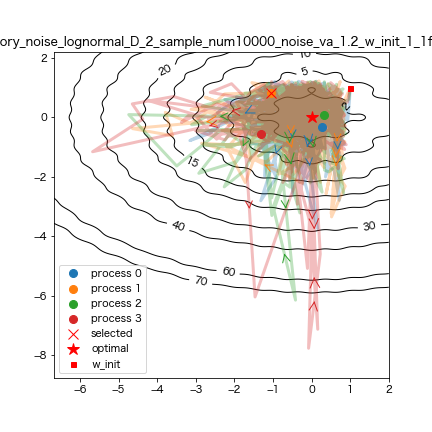 ory_noise_lognormal_D_2_sample_num10000_noise_va_1.2_w_init_1_1f
20
5
2
15
40
30
60
70
0
−2
−4
−6
−8
process 0
process 1
process 2
process 3
selected
optimal
w_init
−6 −5 −4 −3 −2 −1 0 1 2